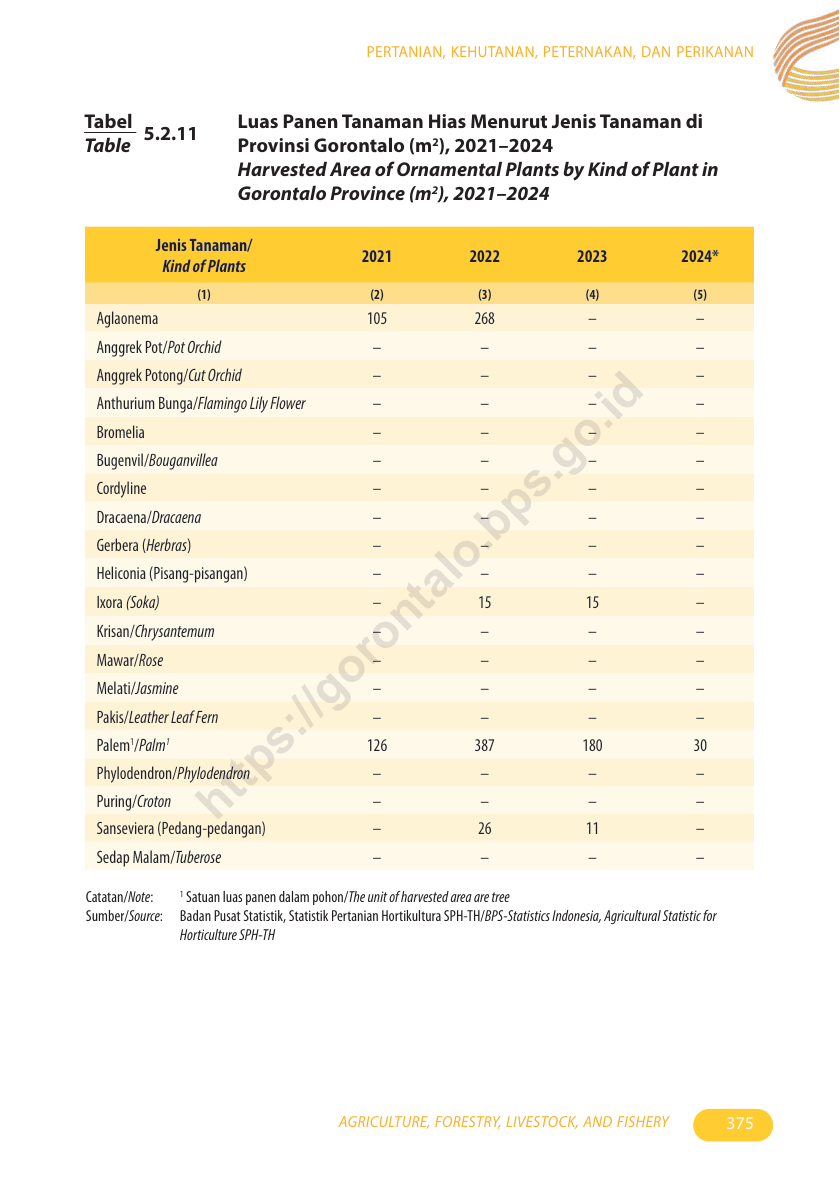 PERTANIAN, KEHUTANAN, PETERNAKAN, DAN PERIKANAN
Tabel
Table
5.2.11
Luas Panen Tanaman Hias Menurut Jenis Tanaman di
Provinsi Gorontalo (m²), 2021–2024
Harvested Area of Ornamental Plants by Kind of Plant in
Gorontalo Province (m²), 2021–2024
Jenis Tanaman/
Kind of Plants 2021 2022 2023 2024*
(1) (2) (3) (4) (5)
Aglaonema 105 268 – –
Anggrek Pot/Pot Orchid – – – –
Anggrek Potong/Cut Orchid – – – –
Anthurium Bunga/Flamingo Lily Flower – – – –
Bromelia – – – –
Bugenvil/Bouganvillea – – – –
Cordyline – – – –
Dracaena/Dracaena – – – –
Gerbera (Herbras) – – – –
Heliconia (Pisang-pisangan) – – – –
Ixora (Soka) – 15 15 –
Krisan/Chrysantemum – – – –
Mawar/Rose – – – –
Melati/Jasmine – – – –
Pakis/Leather Leaf Fern – – – –
Palem¹/Palm¹ 126 387 180 30
Phylodendron/Phylodendron – – – –
Puring/Croton – – – –
Sanseviera (Pedang-pedangan) – 26 11 –
Sedap Malam/Tuberose – – – –
https://gorontalo.bps.go.id
Catatan/Note: ¹ Satuan luas panen dalam pohon/The unit of harvested area are tree
Sumber/Source: Badan Pusat Statistik, Statistik Pertanian Hortikultura SPH-TH/BPS-Statistics Indonesia, Agricultural Statistic for
Horticulture SPH-TH
AGRICULTURE, FORESTRY, LIVESTOCK, AND FISHERY 375